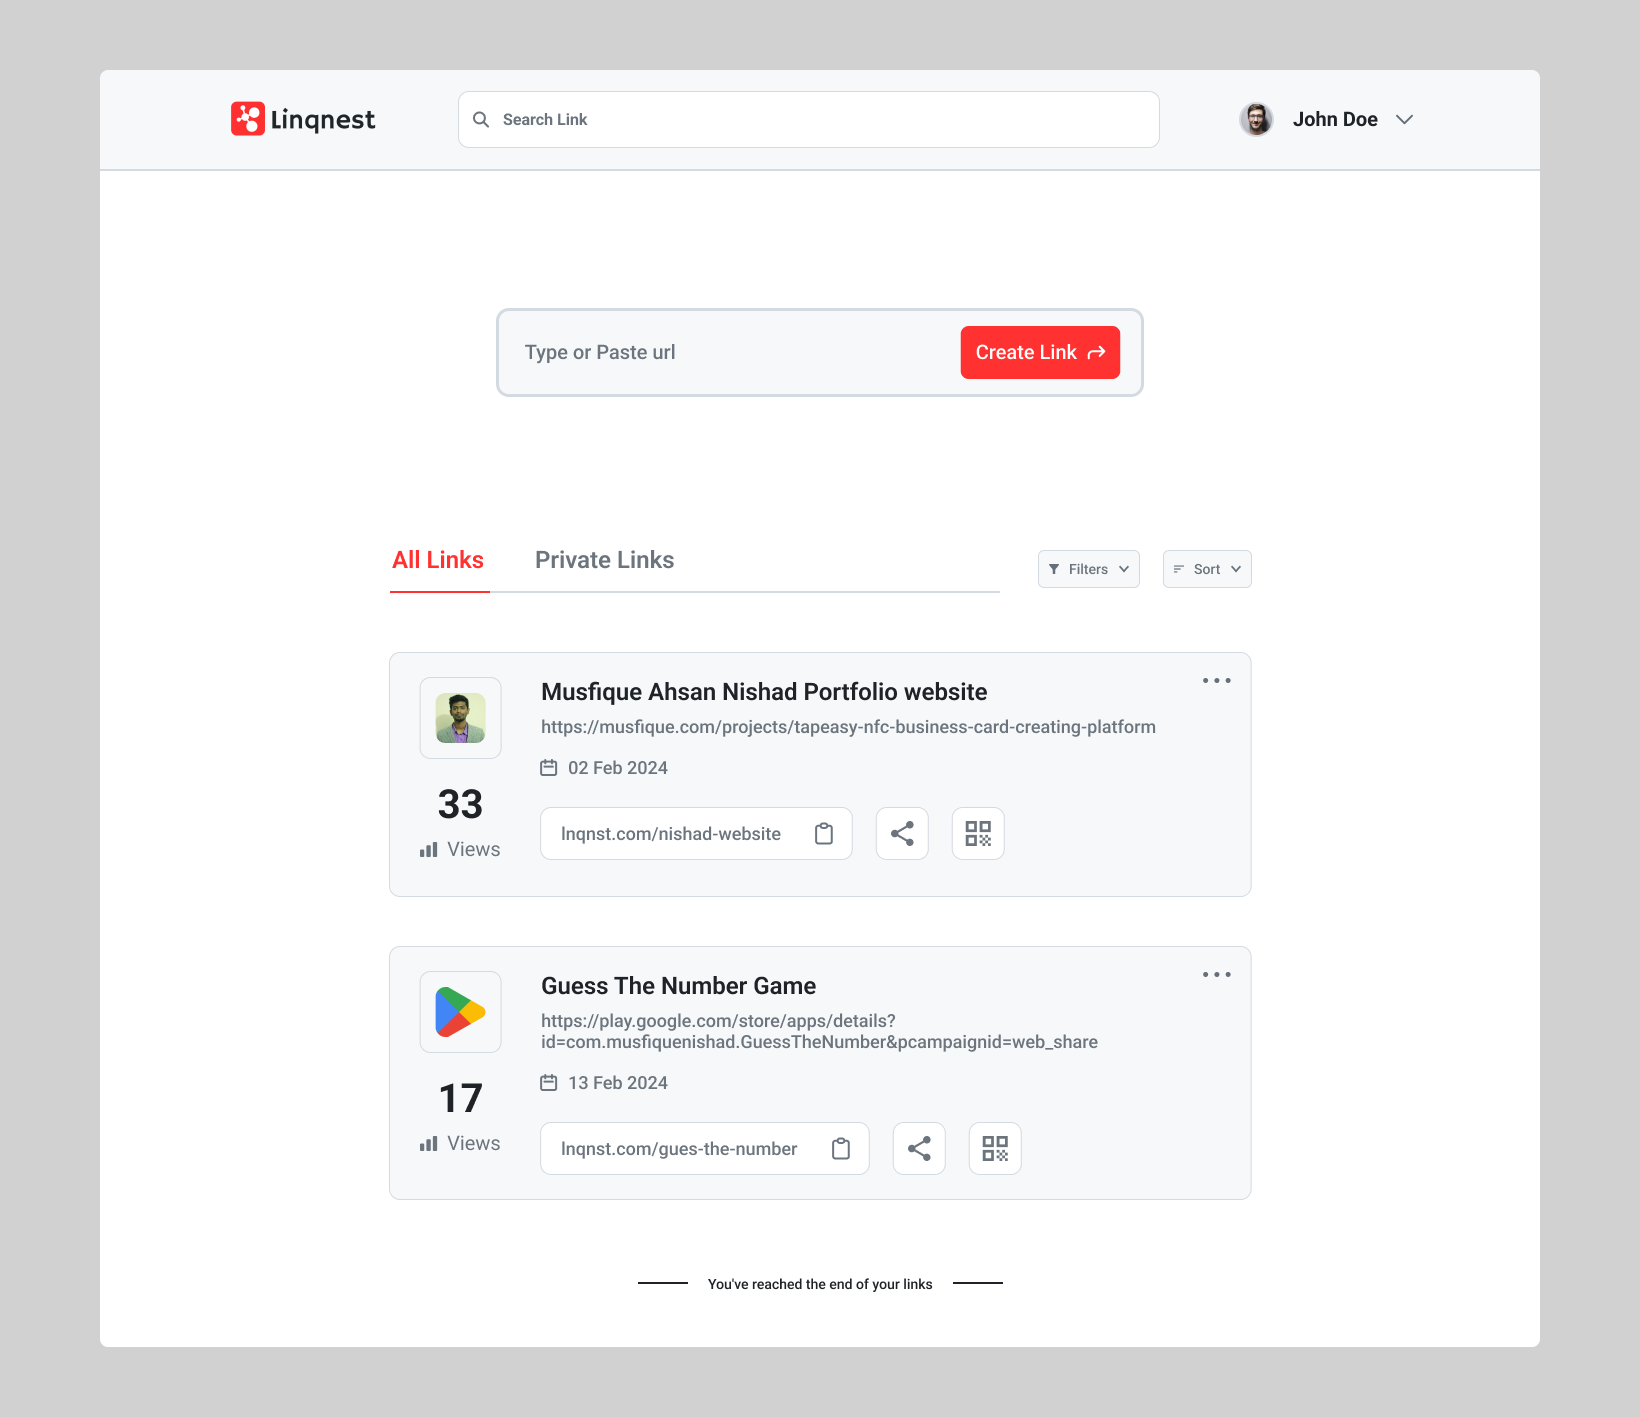 Linqnest
Search Link
John Doe
Type or Paste url
Create Link
All Links
Private Links
Filters
Sort
Musfique Ahsan Nishad Portfolio website
https://musfique.com/projects/tapeasy-nfc-business-card-creating-platform
02 Feb 2024
33
Views
lnqnst.com/nishad-website
Guess The Number Game
https://play.google.com/store/apps/details?
id=com.musfiquenishad.GuessTheNumber&pcampaignid=web_share
13 Feb 2024
17
Views
lnqnst.com/gues-the-number
You've reached the end of your links